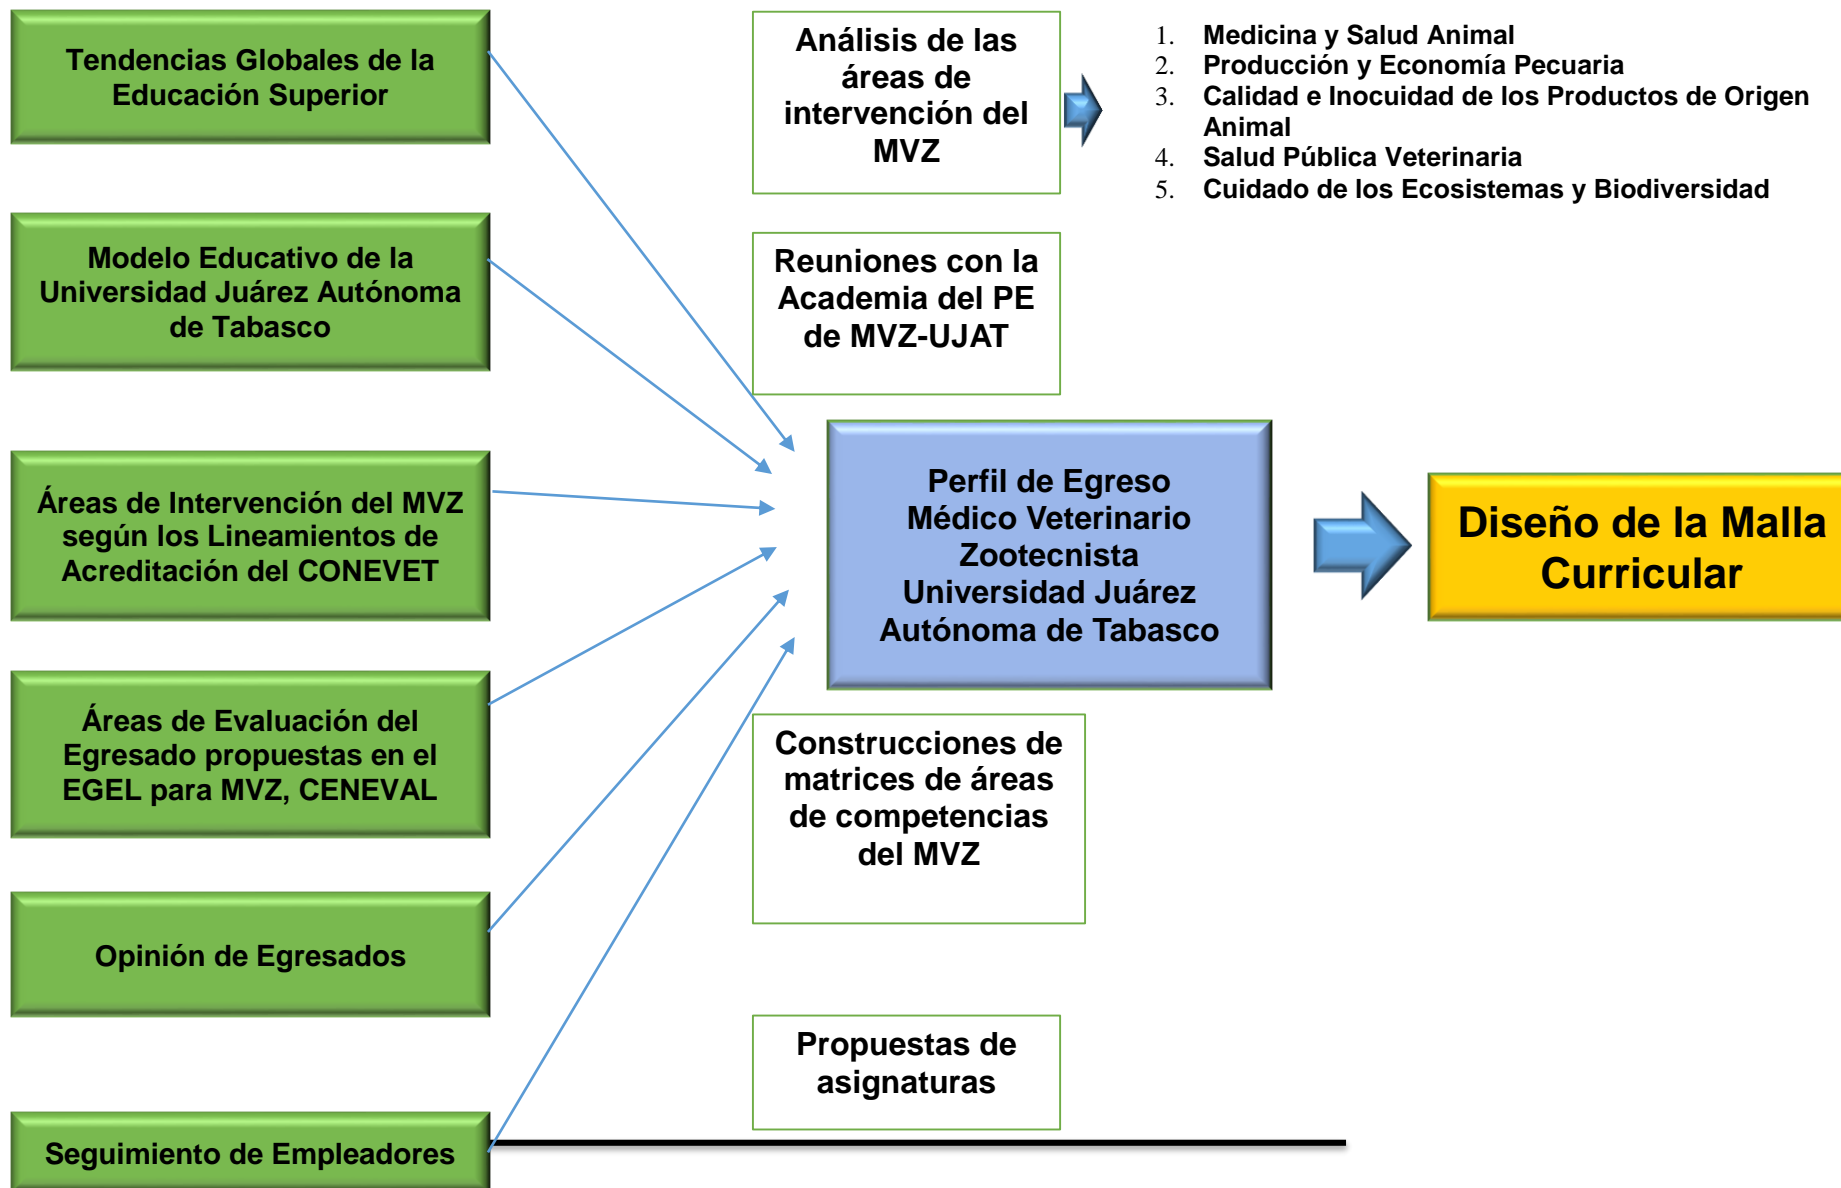 Tendencias Globales de la
Educación Superior
Modelo Educativo de la
Universidad Juárez Autónoma
de Tabasco
Áreas de Intervención del MVZ
según los Lineamientos de
Acreditación del CONEVET
Áreas de Evaluación del
Egresado propuestas en el
EGEL para MVZ, CENEVAL
Opinión de Egresados
Seguimiento de Empleadores
Análisis de las
áreas de
intervención del
MVZ
Reuniones con la
Academia del PE
de MVZ-UJAT
Perfil de Egreso
Médico Veterinario
Zootecnista
Universidad Juárez
Autónoma de Tabasco
Construcciones de
matrices de áreas
de competencias
del MVZ
Propuestas de
asignaturas
1. Medicina y Salud Animal
2. Producción y Economía Pecuaria
3. Calidad e Inocuidad de los Productos de Origen
Animal
4. Salud Pública Veterinaria
5. Cuidado de los Ecosistemas y Biodiversidad
Diseño de la Malla
Curricular